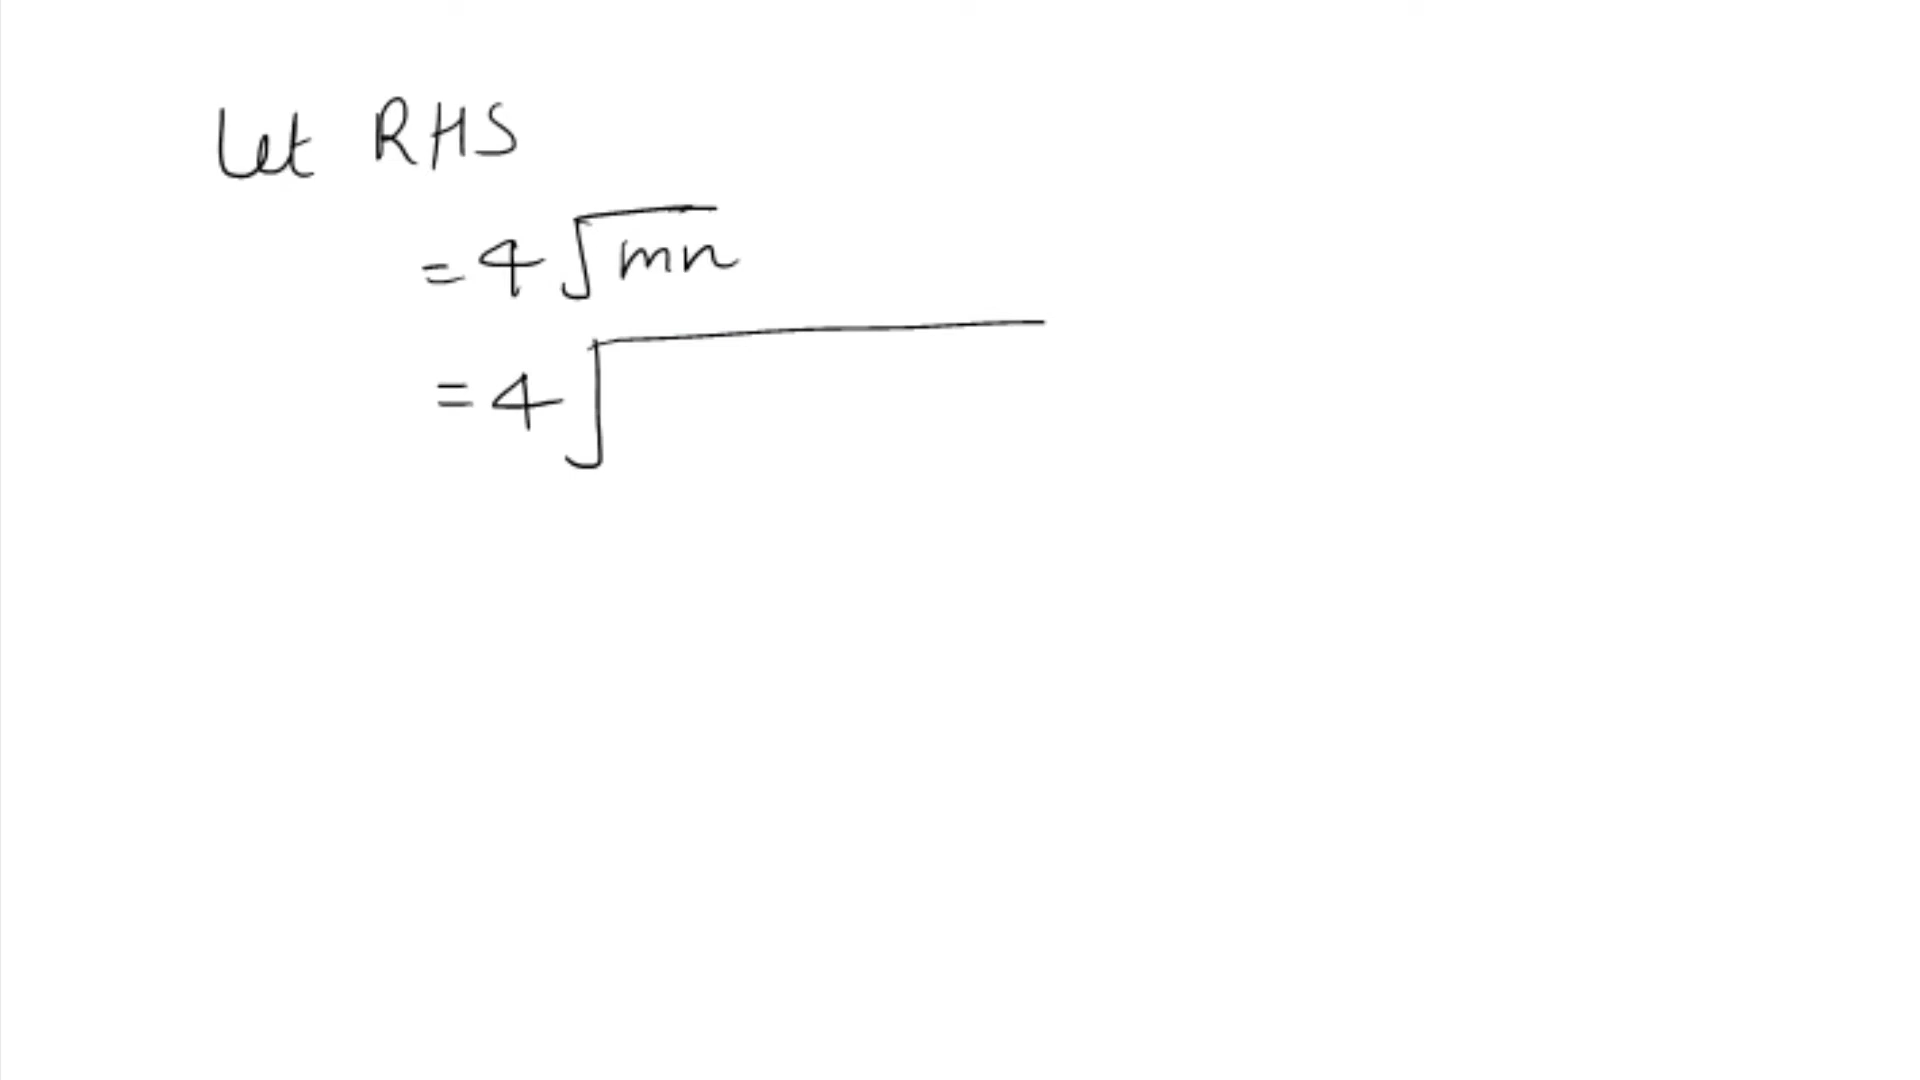 Let RHS
= 4√mn
= 4√